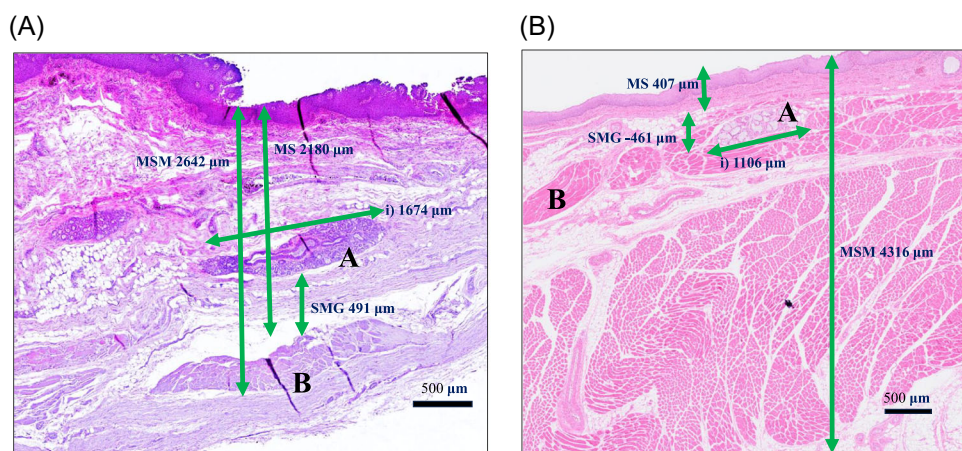 (A)
(B)
MSM 2642 µm
MS 2180 µm
i) 1674 µm
A
SMG 491 µm
B
500 µm
MS 407 µm
A
SMG -461 µm
i) 1106 µm
B
MSM 4316 µm
500 µm